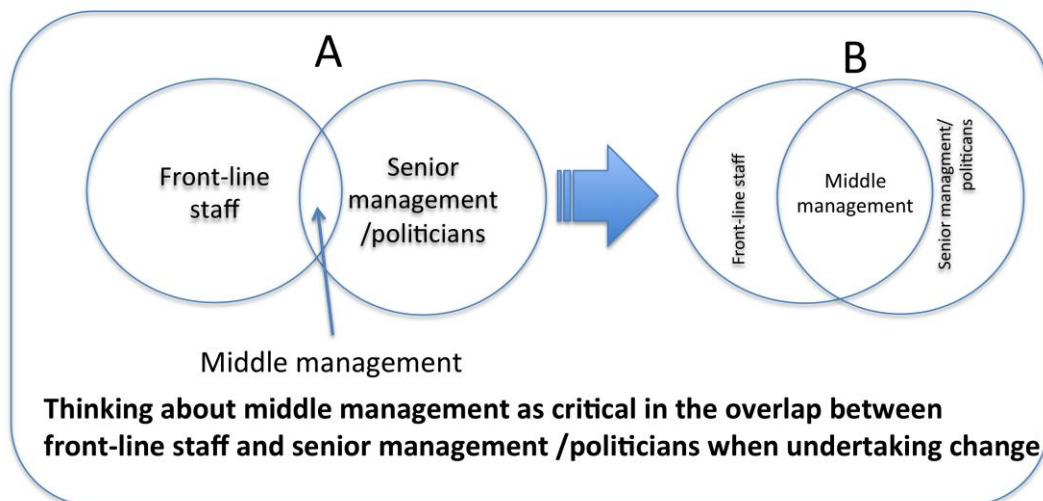 A
Front-line
staff
Senior
management
/politicians
Middle management
B
Front-line staff
Middle
management
Senior managment/
politicans
Thinking about middle management as critical in the overlap between
front-line staff and senior management /politicians when undertaking change